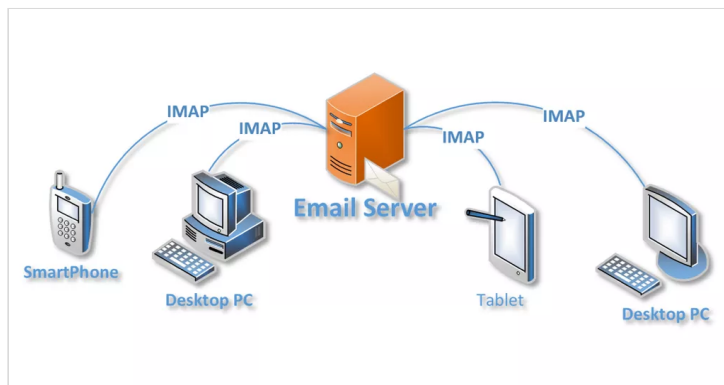 IMAP
IMAP
IMAP
IMAP
Email Server
SmartPhone
Desktop PC
Tablet
Desktop PC